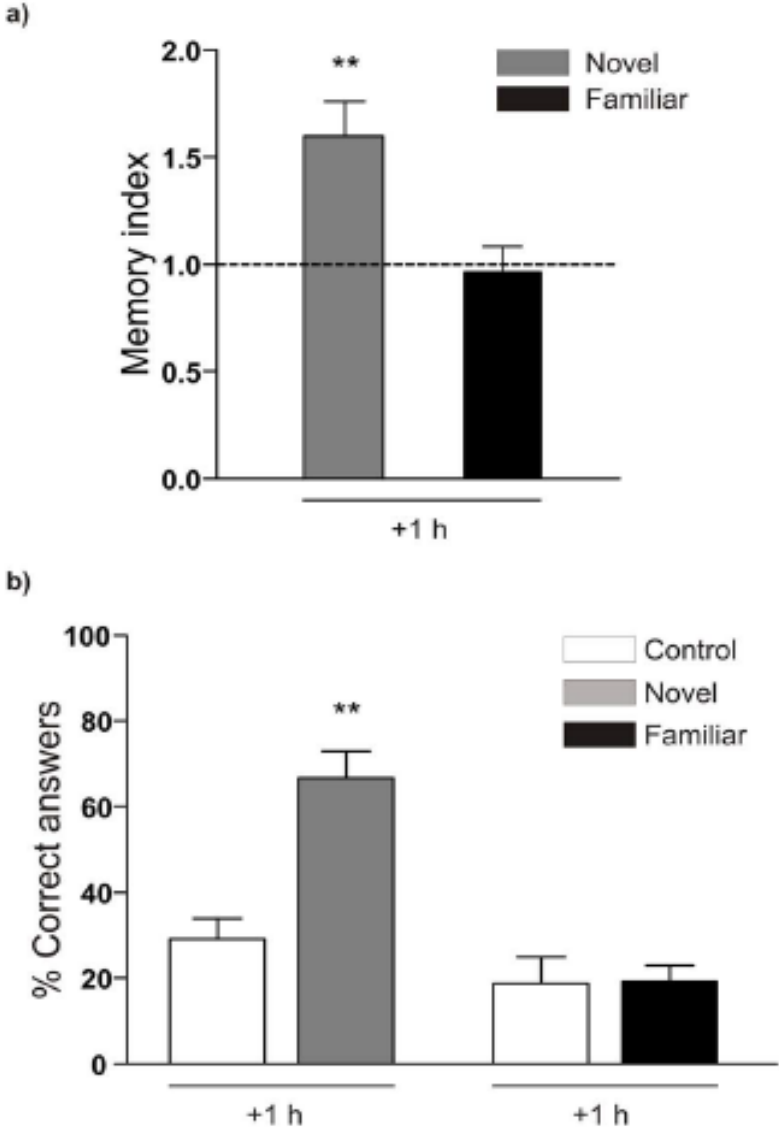 a)
2.0
**
Novel
Familiar
1.5
1.0
0.5
0.0
Memory index
+1 h
b)
100
Control
80
**
Novel
Familiar
60
40
20
0
% Correct answers
+1 h +1 h